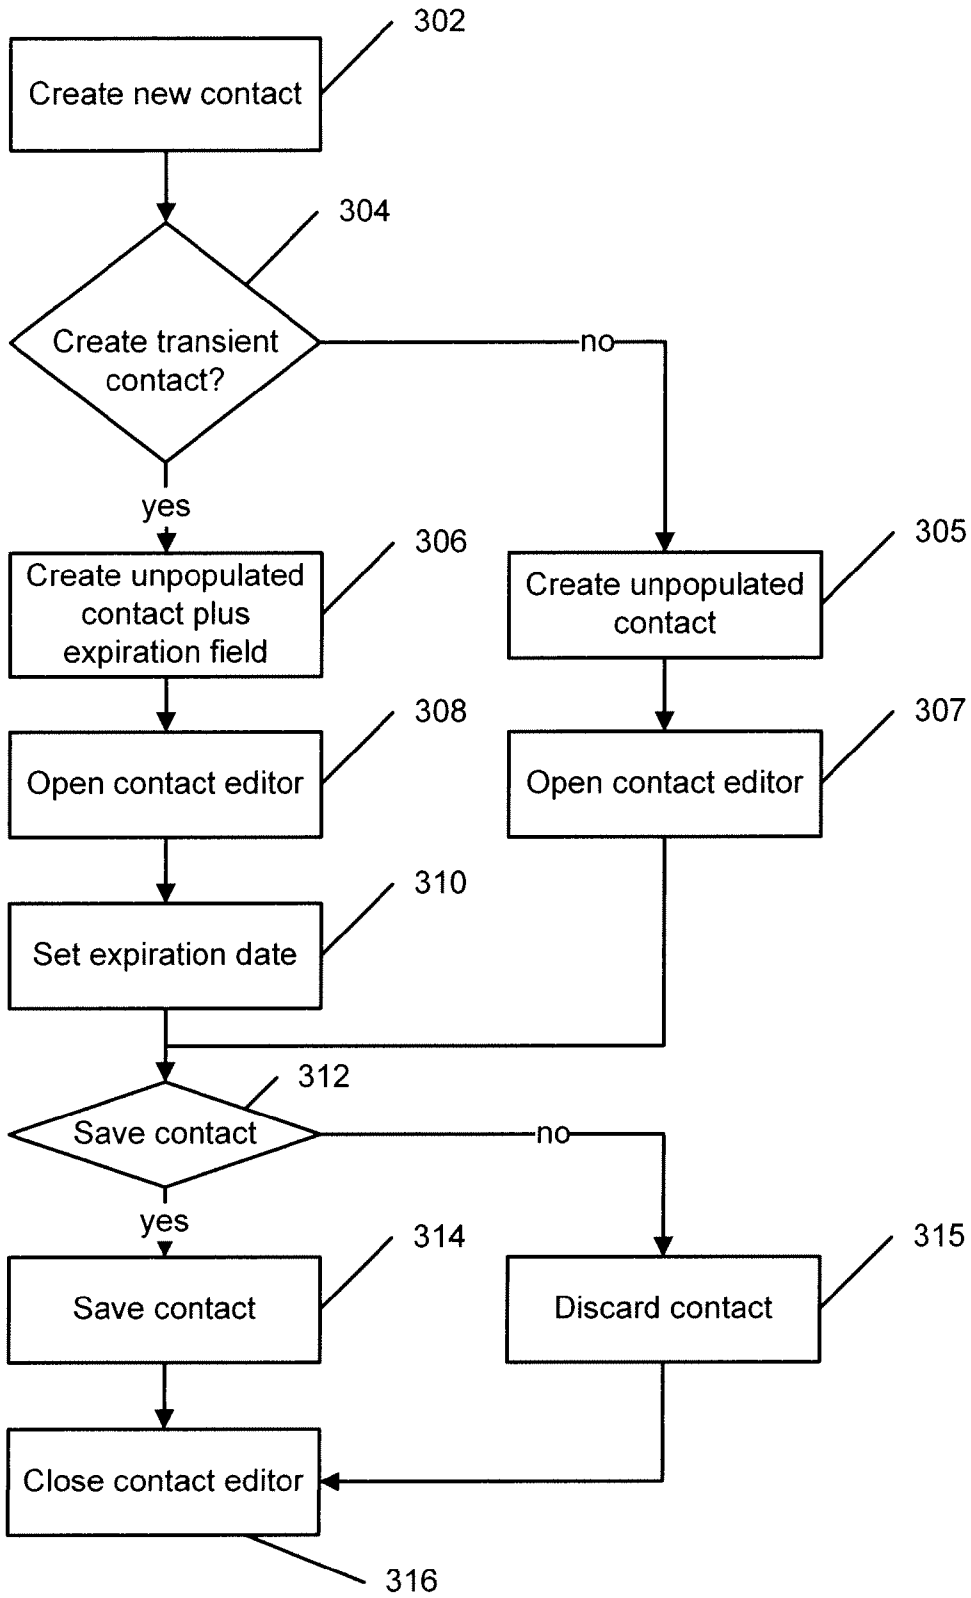 302
Create new contact
304
Create transient
contact?
no
yes
306
305
Create unpopulated
contact plus
expiration field
Create unpopulated
contact
308
307
Open contact editor
Open contact editor
310
Set expiration date
312
Save contact
no
yes
314
315
Save contact
Discard contact
Close contact editor
316